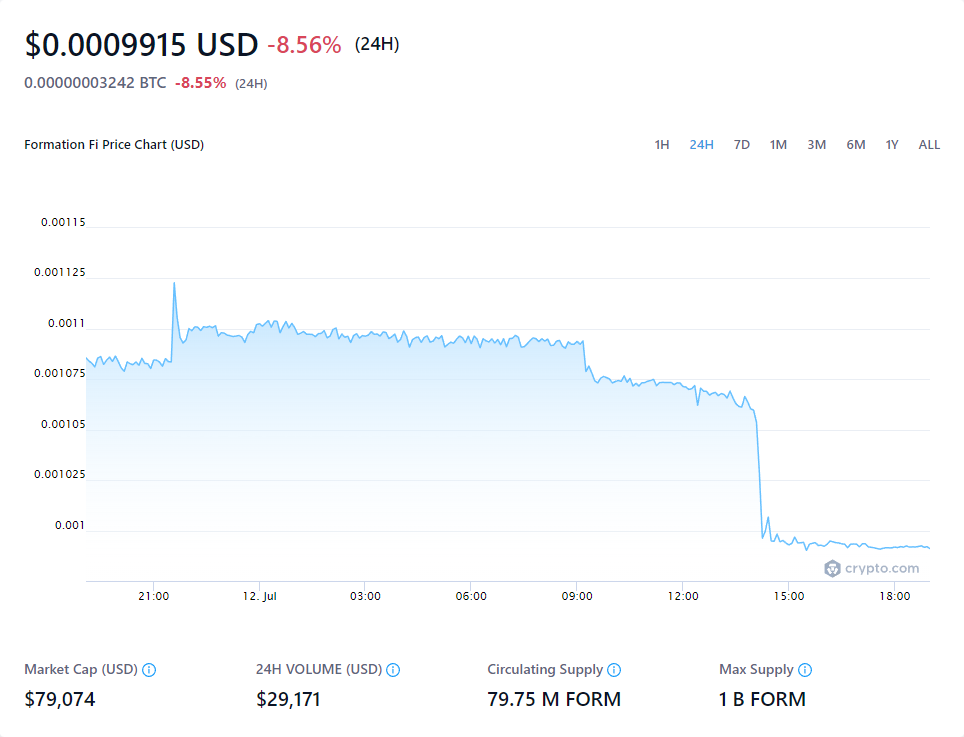 $0.0009915 USD -8.56% (24H)
0.00000003242 BTC -8.55% (24H)
Formation Fi Price Chart (USD) 1H 24H 7D 1M 3M 6M 1Y ALL
0.00115
0.001125
0.0011
0.001075
0.00105
0.001025
0.001
crypto.com
21:00 12. Jul 03:00 06:00 09:00 12:00 15:00 18:00
Market Cap (USD) 24H VOLUME (USD) Circulating Supply Max Supply
$79,074 $29,171 79.75 M FORM 1 B FORM